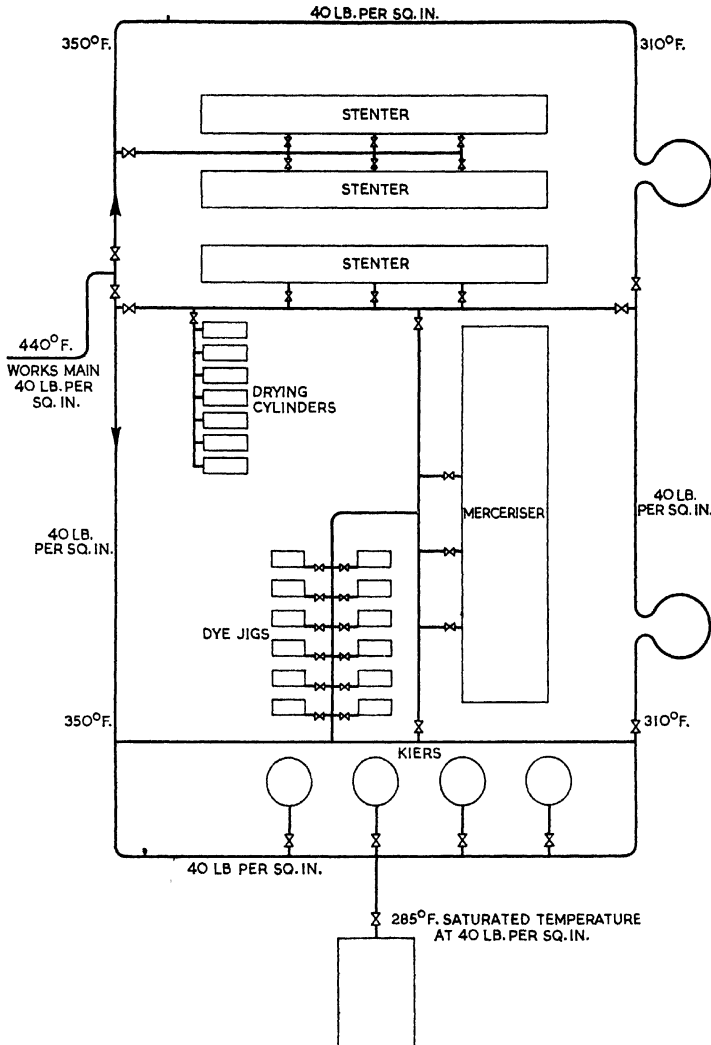 40 LB. PER SQ. IN.
350°F.
310°F.
STENTER
STENTER
STENTER
440°F.
WORKS MAIN
40 LB. PER
SQ. IN.
DRYING
CYLINDERS
MERCERISER
40 LB.
PER SQ. IN.
40 LB.
PER SQ. IN.
DYE JIGS
350°F.
310°F.
KIERS
40 LB PER SQ. IN.
285°F. SATURATED TEMPERATURE
AT 40 LB. PER SQ. IN.